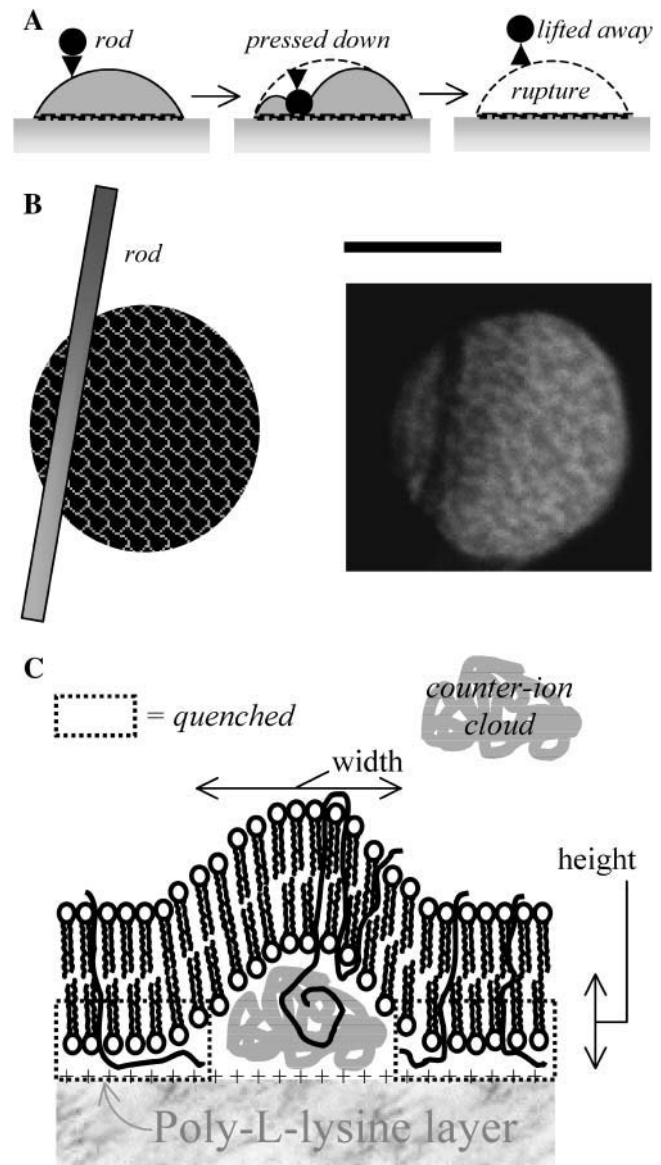 A
rod
pressed down
lifted away
rupture
B
rod
C
= quenched
counter-ion
cloud
width
height
+ + + + + + + + + + + + + + + + + + + + + + + +
Poly-L-lysine layer